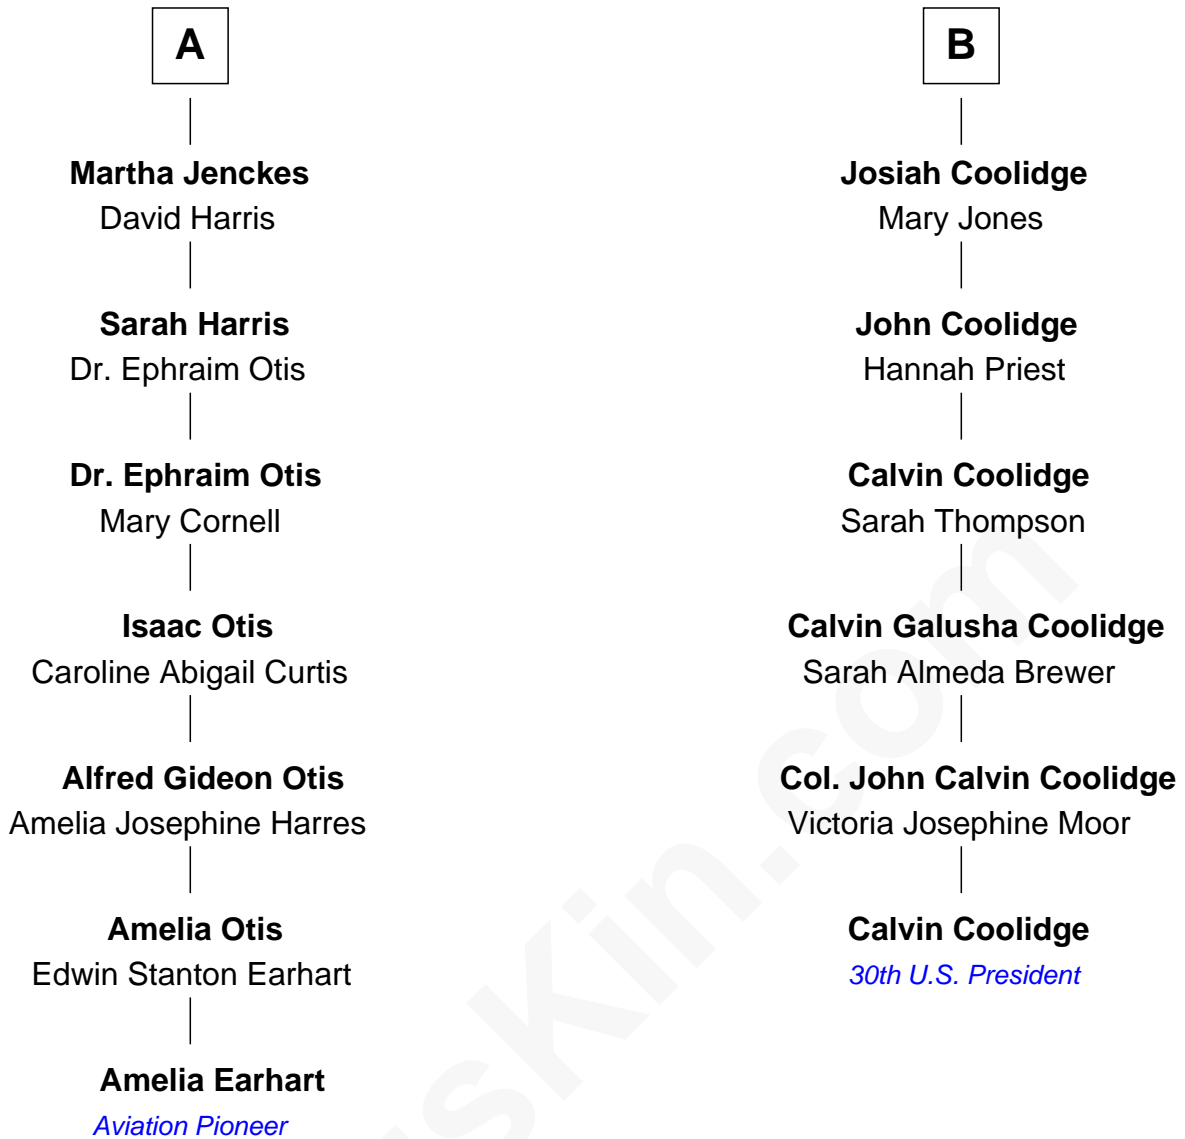 A
Martha Jenckes
David Harris
Sarah Harris
Dr. Ephraim Otis
Dr. Ephraim Otis
Mary Cornell
Isaac Otis
Caroline Abigail Curtis
Alfred Gideon Otis
Amelia Josephine Harres
Amelia Otis
Edwin Stanton Earhart
Amelia Earhart
Aviation Pioneer
B
Josiah Coolidge
Mary Jones
John Coolidge
Hannah Priest
Calvin Coolidge
Sarah Thompson
Calvin Galusha Coolidge
Sarah Almeda Brewer
Col. John Calvin Coolidge
Victoria Josephine Moor
Calvin Coolidge
30th U.S. President
sKin.com